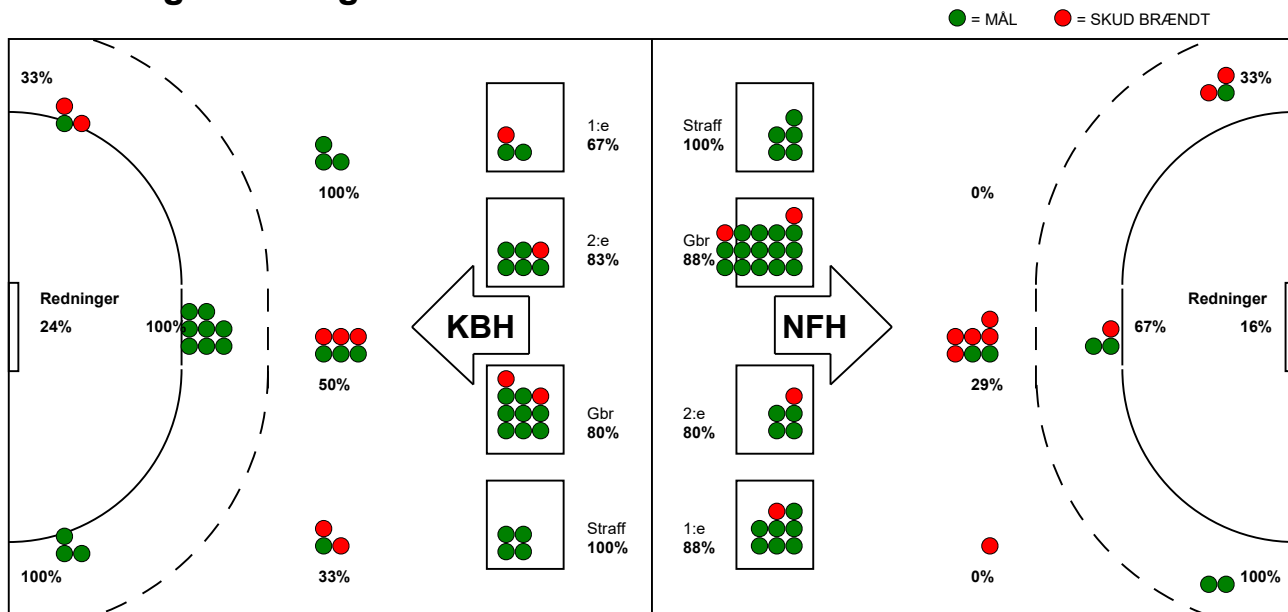 = MÅL
= SKUD BRÆNDT
33%
100%
Redninger
24%
100%
50%
100%
33%
1:e
67%
2:e
83%
KBH
Gbr
80%
Straff
100%
Straff
100%
Gbr
88%
NFH
2:e
80%
1:e
88%
33%
0%
Redninger
67%
16%
29%
0%
100%